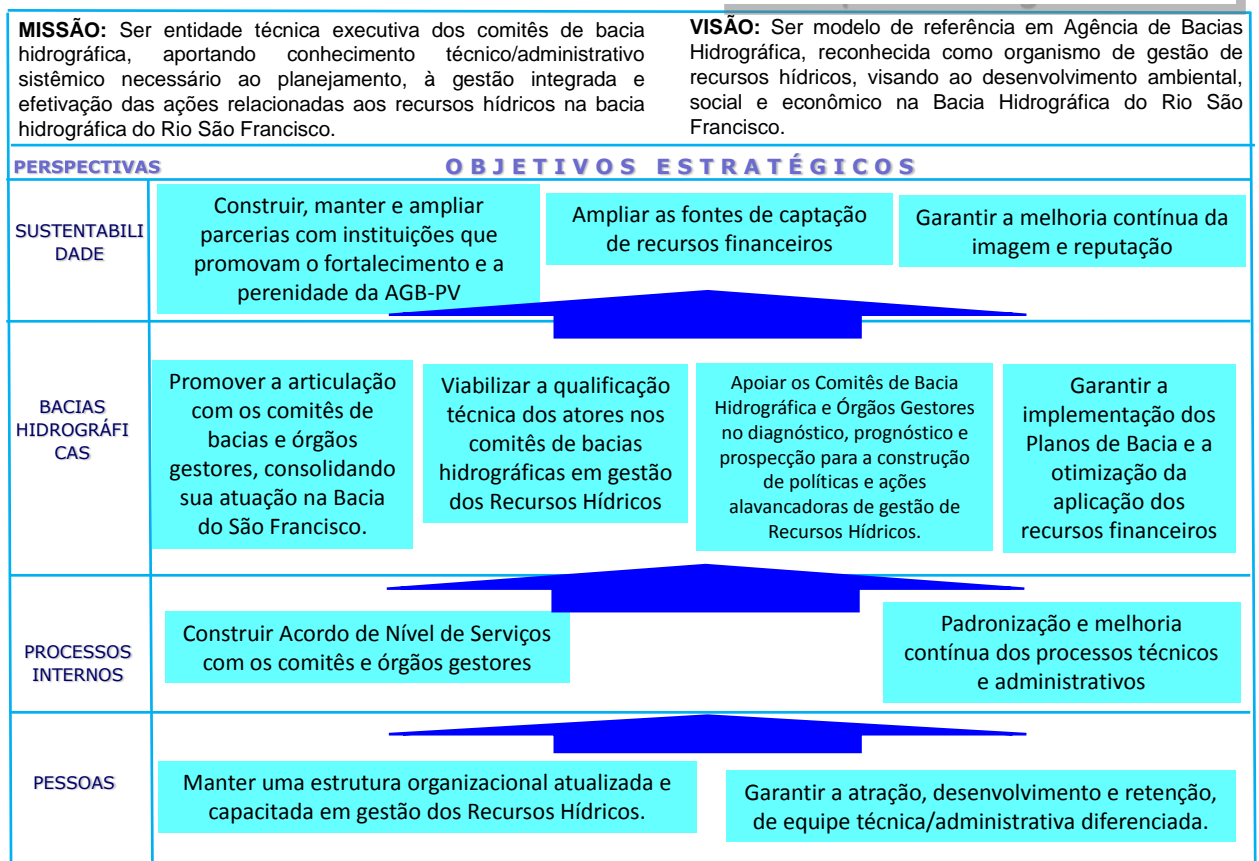 MISSÃO: Ser entidade técnica executiva dos comitês de bacia
hidrográfica, aportando conhecimento técnico/administrativo
sistêmico necessário ao planejamento, à gestão integrada e
efetivação das ações relacionadas aos recursos hídricos na bacia
hidrográfica do Rio São Francisco.
VISÃO: Ser modelo de referência em Agência de Bacias
Hidrográfica, reconhecida como organismo de gestão de
recursos hídricos, visando ao desenvolvimento ambiental,
social e econômico na Bacia Hidrográfica do Rio São
Francisco.
PERSPECTIVAS
OBJETIVOS ESTRATÉGICOS
SUSTENTABILI
DADE
Construir, manter e ampliar
parcerias com instituições que
promovam o fortalecimento e a
perenidade da AGB-PV
Ampliar as fontes de captação
de recursos financeiros
Garantir a melhoria contínua da
imagem e reputação
BACIAS
HIDROGRÁFI
CAS
Promover a articulação
com os comitês de
bacias e órgãos
gestores, consolidando
sua atuação na Bacia
do São Francisco.
Viabilizar a qualificação
técnica dos atores nos
comitês de bacias
hidrográficas em gestão
dos Recursos Hídricos
Apoiar os Comitês de Bacia
Hidrográfica e Órgãos Gestores
no diagnóstico, prognóstico e
prospecção para a construção
de políticas e ações
alavancadoras de gestão de
Recursos Hídricos.
Garantir a
implementação dos
Planos de Bacia e a
otimização da
aplicação dos
recursos financeiros
PROCESSOS
INTERNOS
Construir Acordo de Nível de Serviços
com os comitês e órgãos gestores
Padronização e melhoria
contínua dos processos técnicos
e administrativos
PESSOAS
Manter uma estrutura organizacional atualizada e
capacitada em gestão dos Recursos Hídricos.
Garantir a atração, desenvolvimento e retenção,
de equipe técnica/administrativa diferenciada.